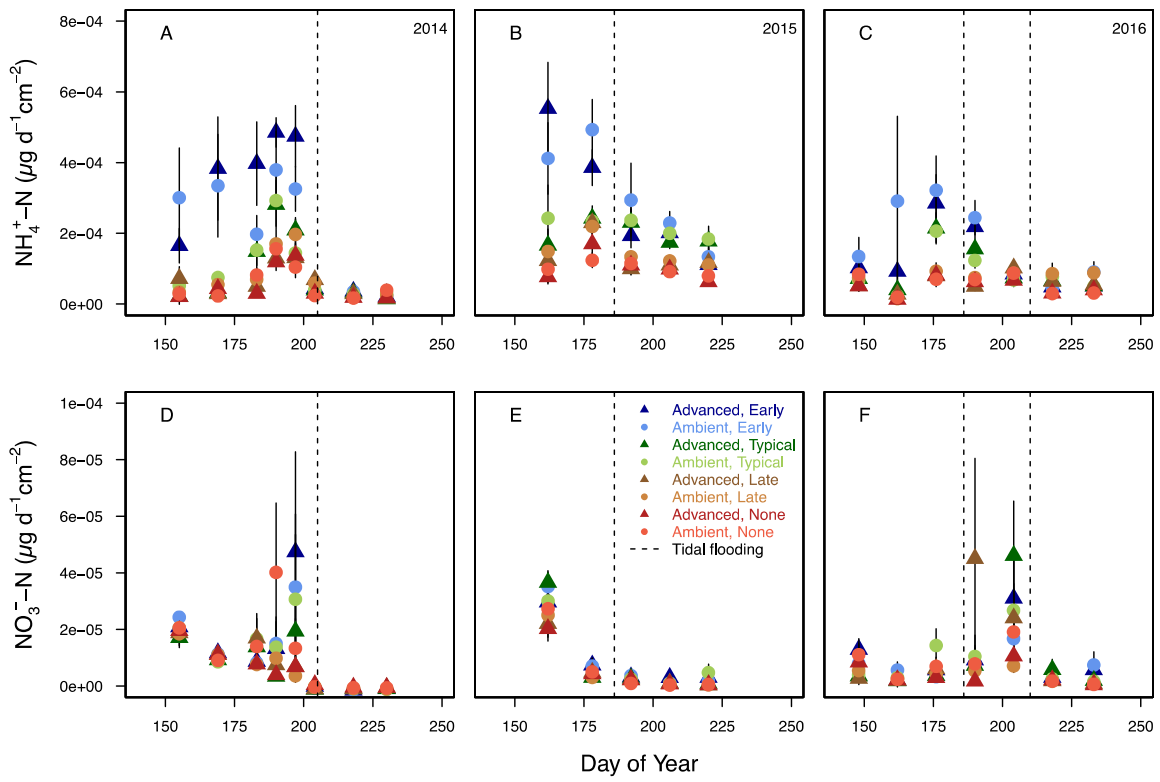 A
2014
B
2015
C
2016
NH₄⁺−N (µg d⁻¹cm⁻²)
8e−04
6e−04
4e−04
2e−04
0e+00
150 175 200 225 250
150 175 200 225 250
150 175 200 225 250
D
E
F
NO₃⁻−N (µg d⁻¹cm⁻²)
1e−04
8e−05
6e−05
4e−05
2e−05
0e+00
Advanced, Early
Ambient, Early
Advanced, Typical
Ambient, Typical
Advanced, Late
Ambient, Late
Advanced, None
Ambient, None
Tidal flooding
150 175 200 225 250
150 175 200 225 250
150 175 200 225 250
Day of Year